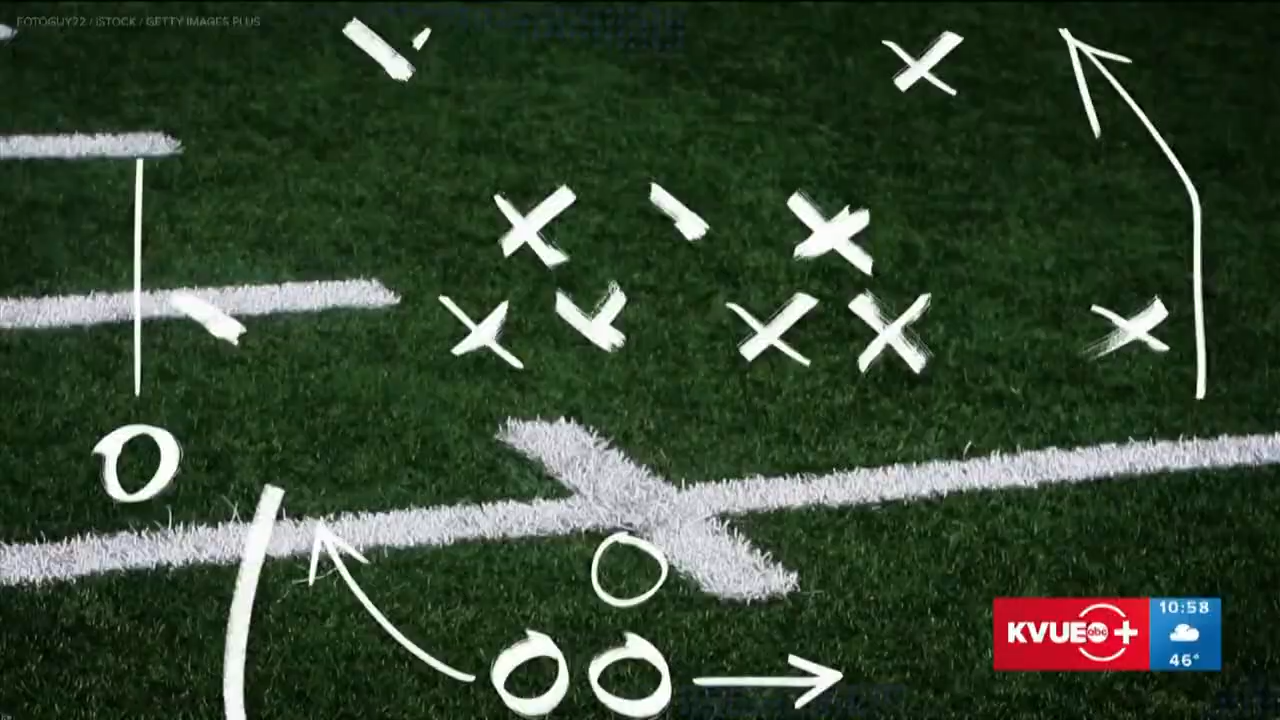 FOTOGUY22 / ISTOCK / GETTY IMAGES PLUS
X
X X
X X X X X
O
O
O O
KVUE abc +
10:58
46°